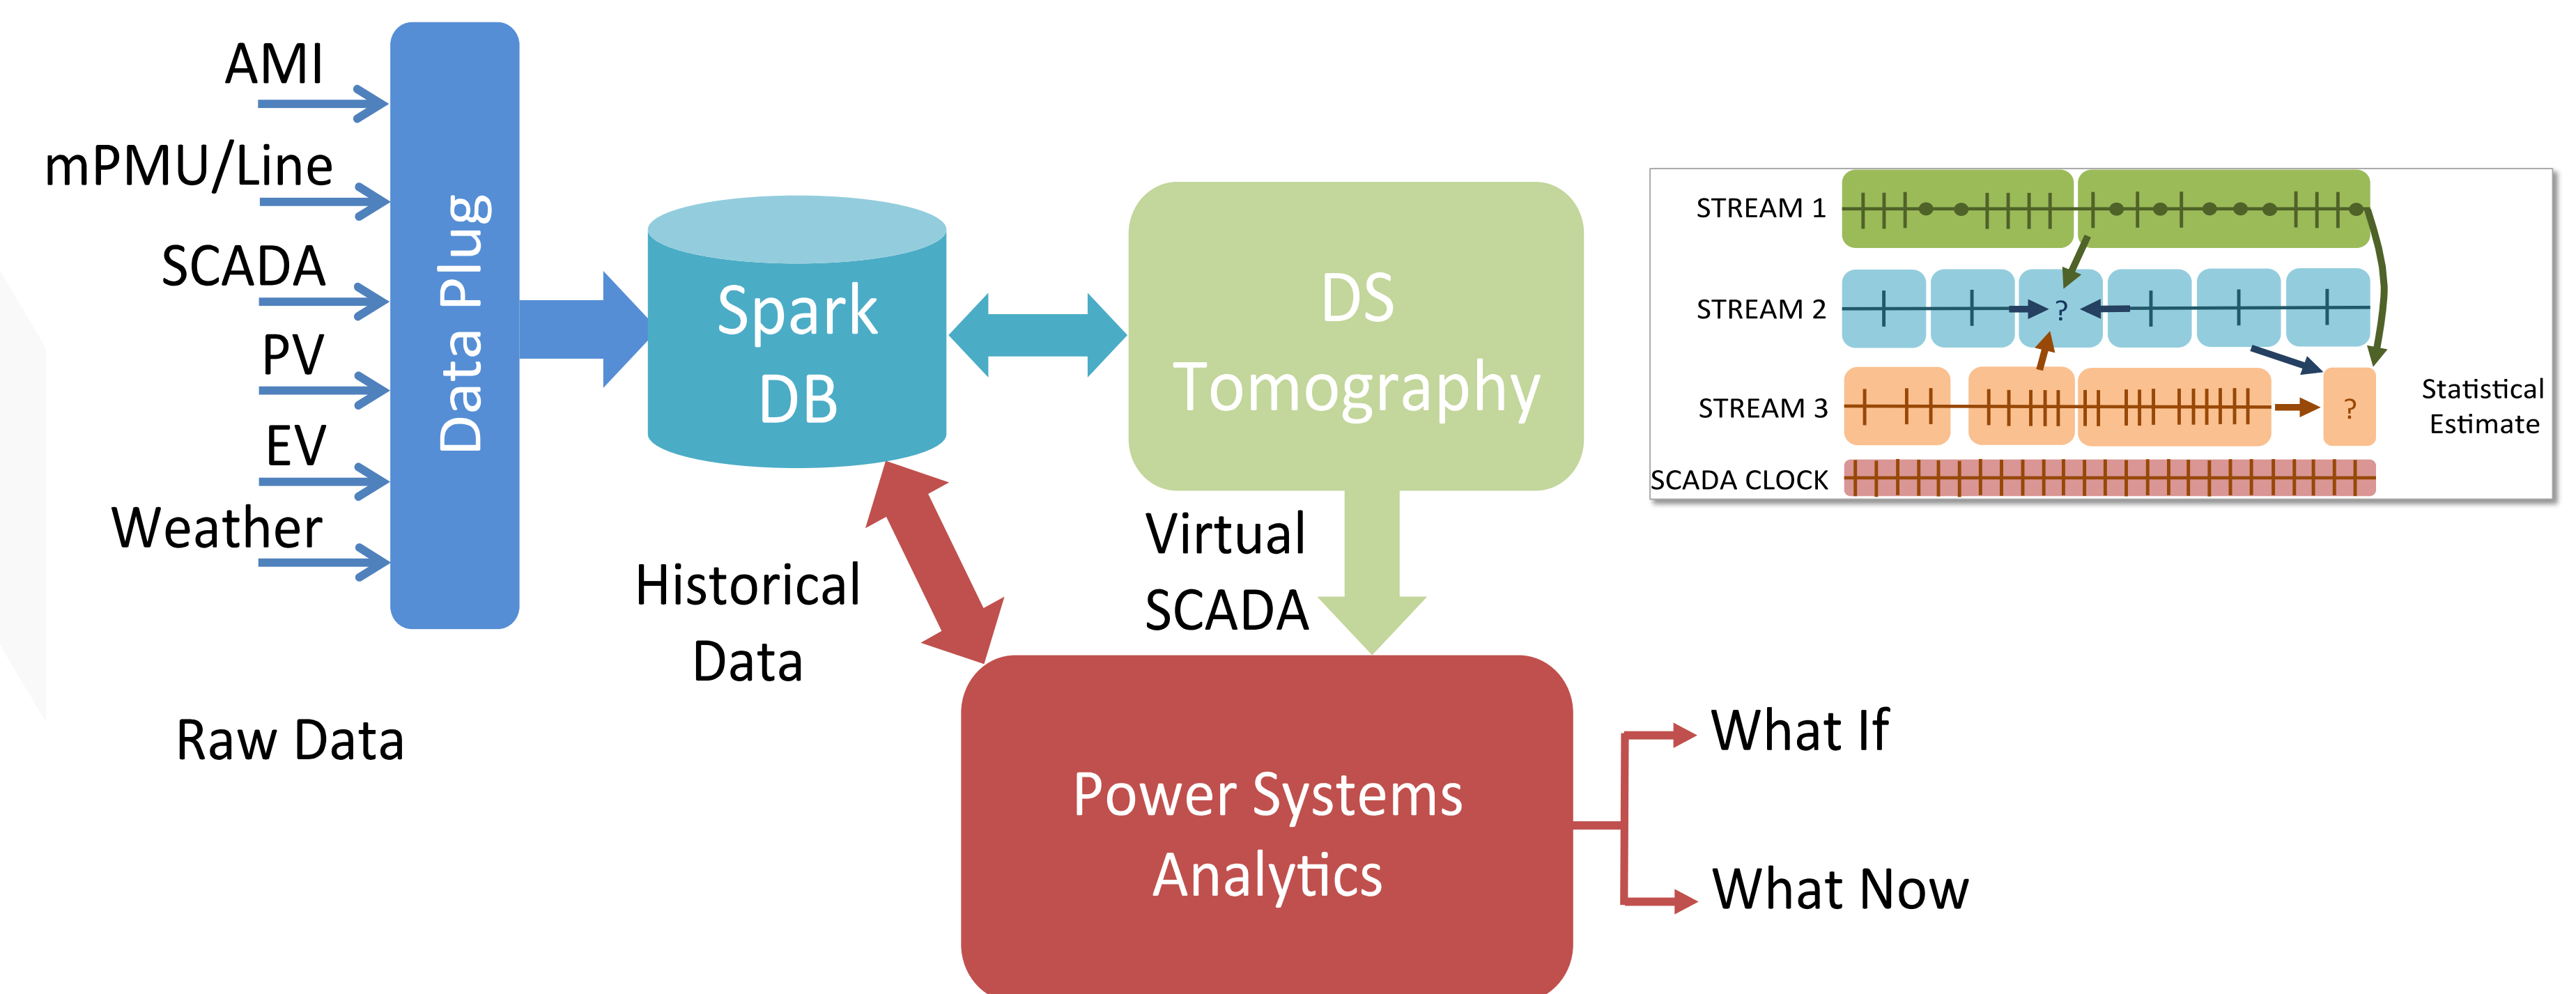 AMI
mPMU/Line
SCADA
PV
EV
Weather
Raw Data
Data Plug
Spark
DB
Historical
Data
DS
Tomography
Virtual
SCADA
Power Systems
Analytics
What If
What Now
STREAM 1
STREAM 2
?
STREAM 3
?
SCADA CLOCK
Statistical
Estimate